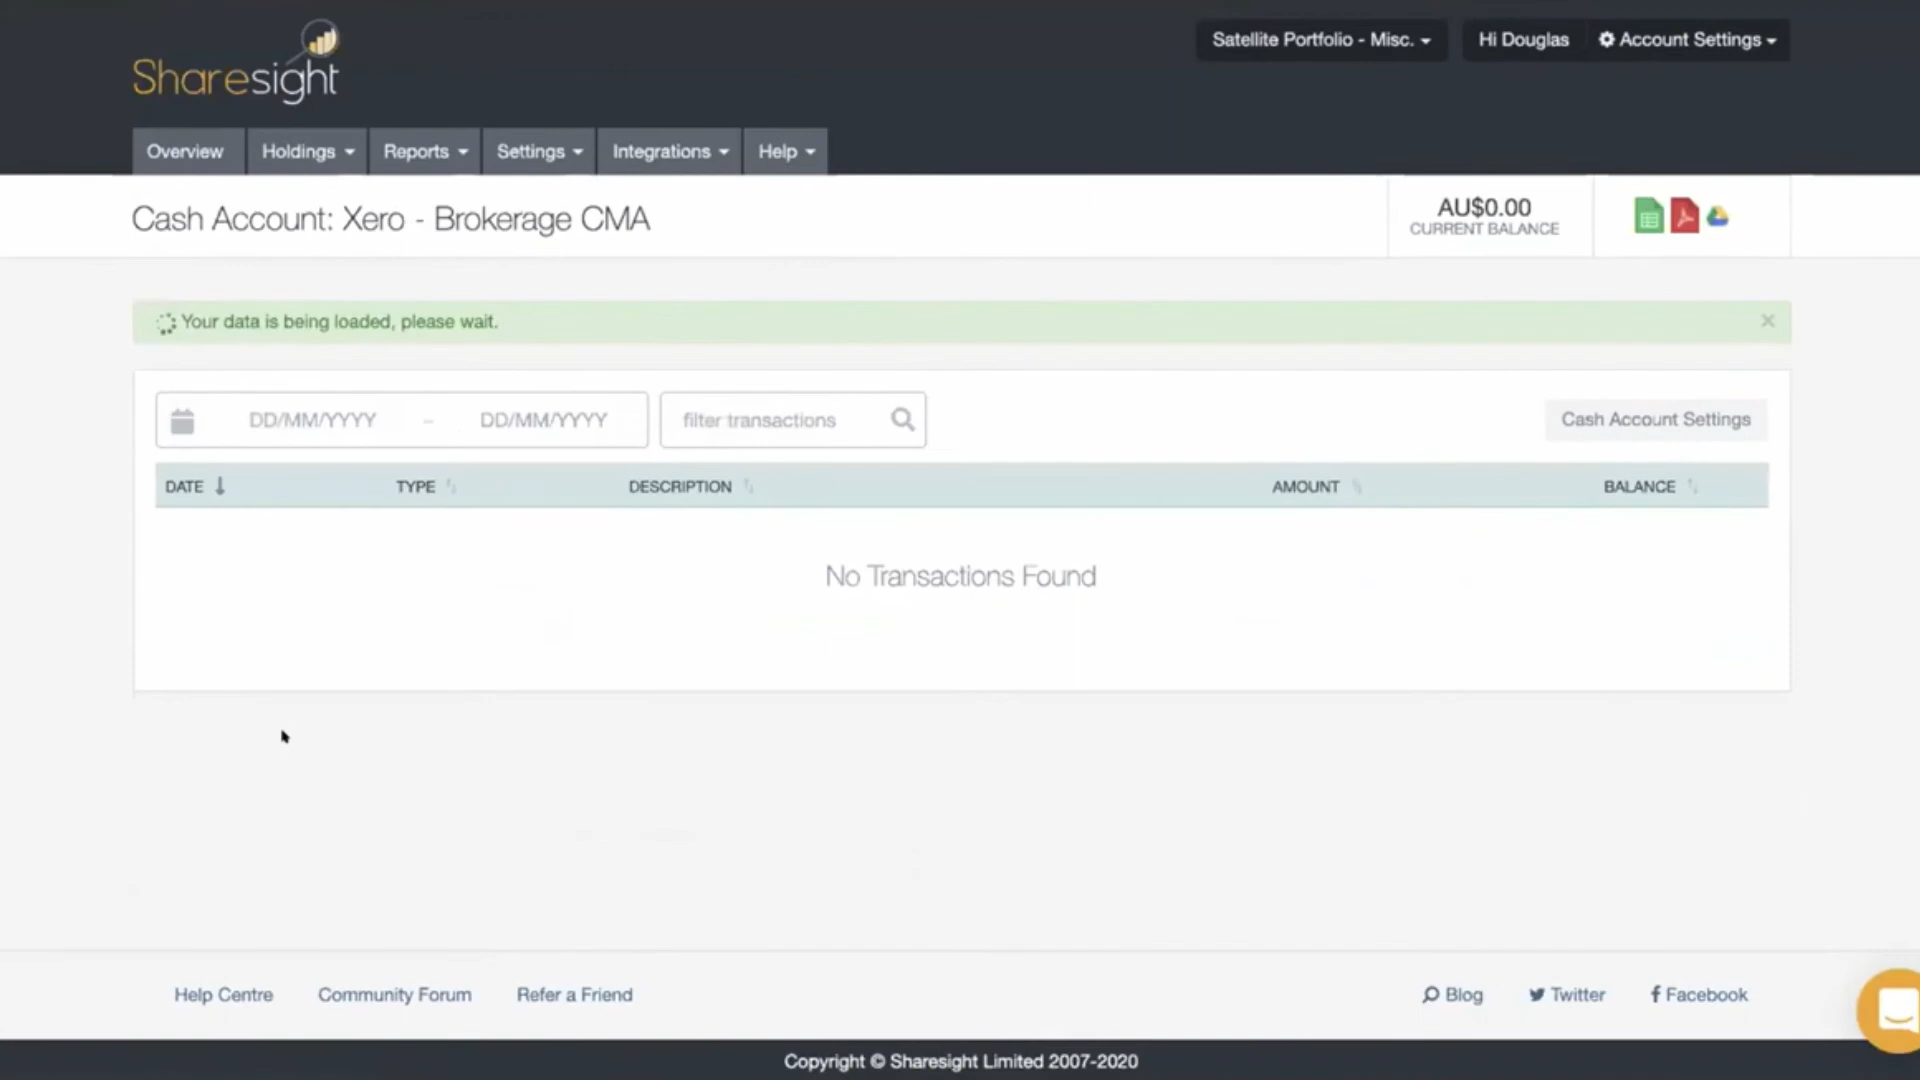 Sharesight
Satellite Portfolio - Misc.
Hi Douglas
Account Settings
Overview
Holdings
Reports
Settings
Integrations
Help
Cash Account: Xero - Brokerage CMA
AU$0.00
CURRENT BALANCE
Your data is being loaded, please wait.
DD/MM/YYYY – DD/MM/YYYY
filter transactions
Cash Account Settings
DATE TYPE DESCRIPTION AMOUNT BALANCE
No Transactions Found
Help Centre
Community Forum
Refer a Friend
Blog
Twitter
Facebook
Copyright © Sharesight Limited 2007-2020